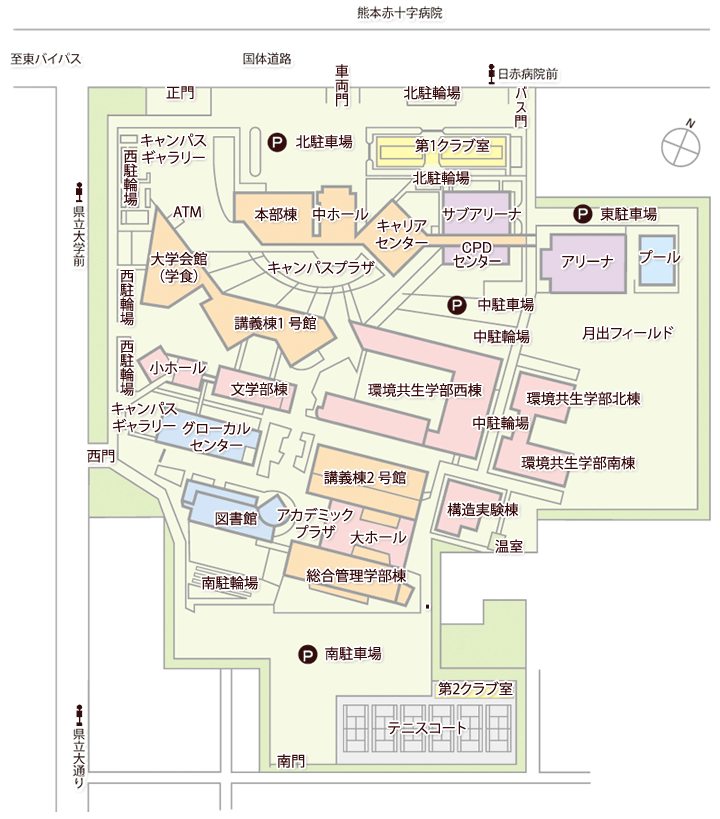 熊本赤十字病院
至東バイパス
国体道路
車両門
日赤病院前
正門
北駐輪場
バス門
キャンパス
ギャラリー
西駐輪場
P 北駐車場
第1クラブ室
N
北駐輪場
県立大学前
ATM
本部棟
中ホール
キャリア
センター
サブアリーナ
P 東駐車場
大学会館
(学食)
キャンパスプラザ
CPD
センター
アリーナ
プール
西駐輪場
P 中駐車場
講義棟1号館
中駐輪場
月出フィールド
西駐輪場
小ホール
文学部棟
環境共生学部西棟
環境共生学部北棟
キャンパス
ギャラリー
グローカル
センター
中駐輪場
西門
環境共生学部南棟
講義棟2号館
図書館
アカデミック
プラザ
大ホール
構造実験棟
温室
南駐輪場
総合管理学部棟
P 南駐車場
第2クラブ室
テニスコート
県立大通り
南門